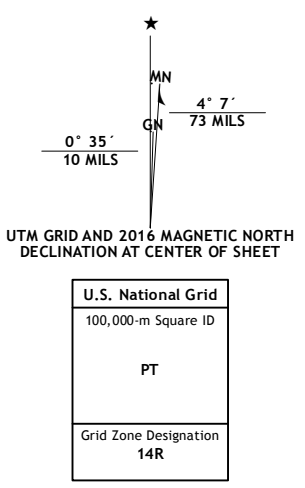 MN
4° 7´
73 MILS
GN
0° 35´
10 MILS
UTM GRID AND 2016 MAGNETIC NORTH
DECLINATION AT CENTER OF SHEET
U.S. National Grid
100,000-m Square ID
PT
Grid Zone Designation
14R